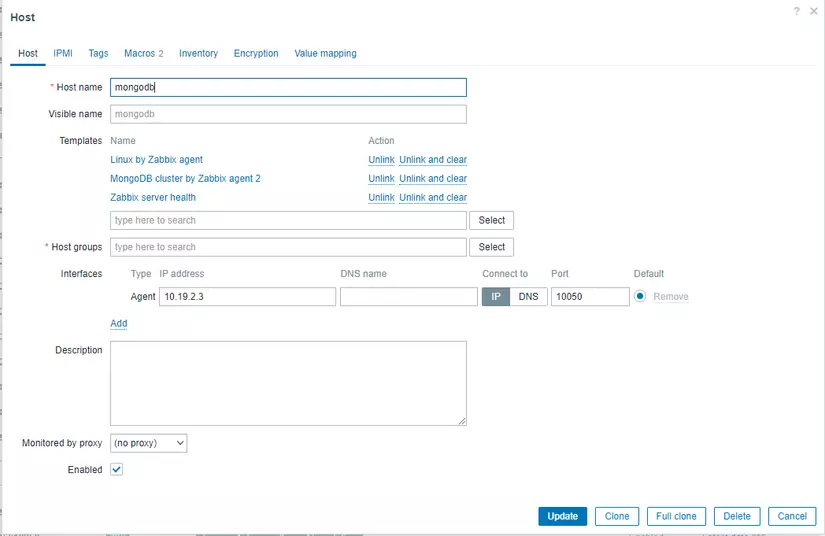 Host
? ×
Host IPMI Tags Macros 2 Inventory Encryption Value mapping
* Host name mongodb
Visible name mongodb
Templates Name Action
Linux by Zabbix agent Unlink Unlink and clear
MongoDB cluster by Zabbix agent 2 Unlink Unlink and clear
Zabbix server health Unlink Unlink and clear
type here to search Select
* Host groups type here to search Select
Interfaces Type IP address DNS name Connect to Port Default
Agent 10.19.2.3 IP DNS 10050 Remove
Add
Description
Monitored by proxy (no proxy)
Enabled
Update Clone Full clone Delete Cancel